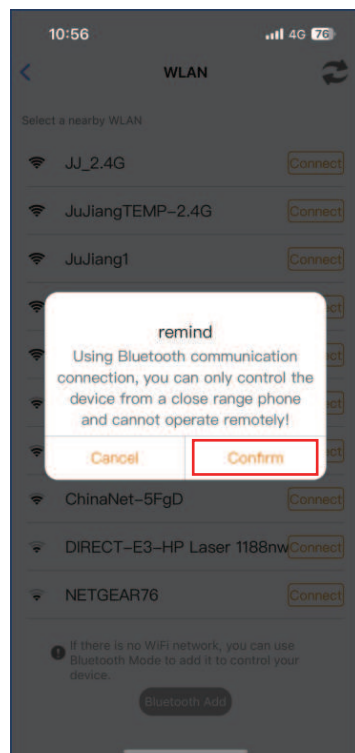 10:56 4G 76
WLAN
Select a nearby WLAN
JJ_2.4G Connect
JuJiangTEMP-2.4G Connect
JuJiang1 Connect
remind
Using Bluetooth communication
connection, you can only control the
device from a close range phone
and cannot operate remotely!
Cancel Confirm
ChinaNet-5FgD Connect
DIRECT-E3-HP Laser 1188nw Connect
NETGEAR76 Connect
If there is no WiFi network, you can use
Bluetooth Mode to add it to control your
device.
Bluetooth Add